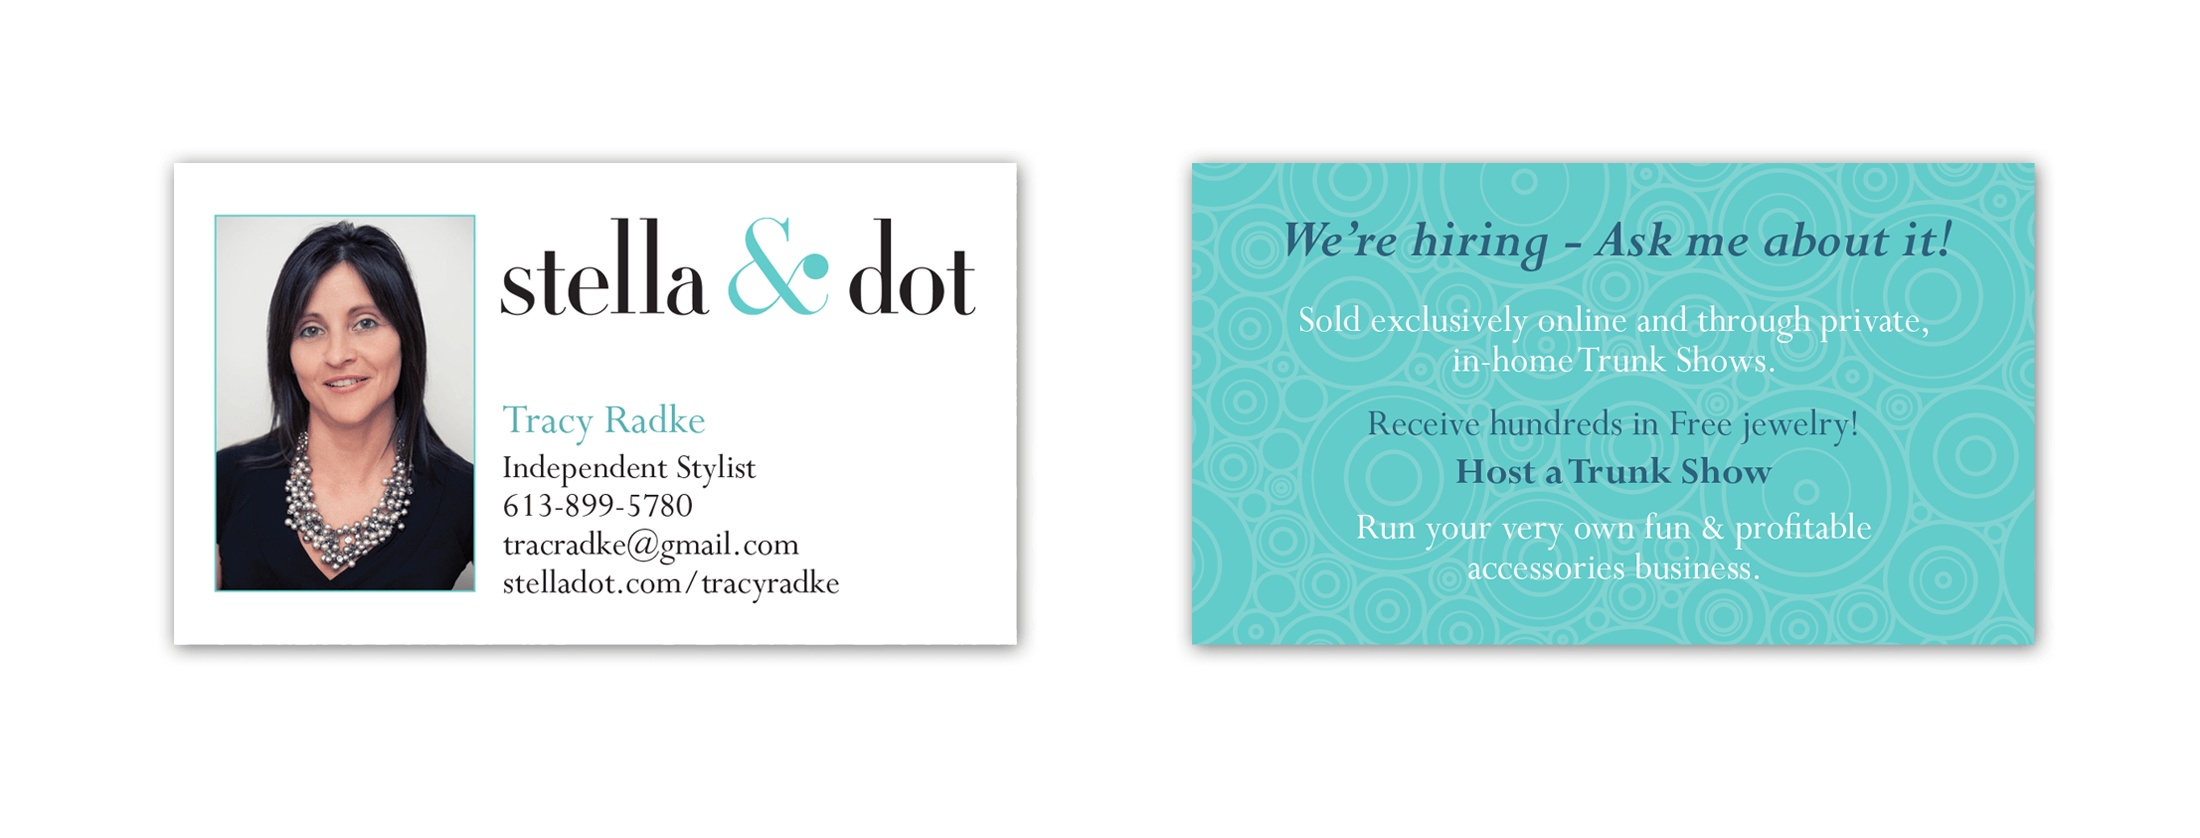 stella & dot
Tracy Radke
Independent Stylist
613-899-5780
tracradke@gmail.com
stelladot.com/tracyradke
We're hiring - Ask me about it!
Sold exclusively online and through private,
in-home Trunk Shows.
Receive hundreds in Free jewelry!
Host a Trunk Show
Run your very own fun & profitable
accessories business.